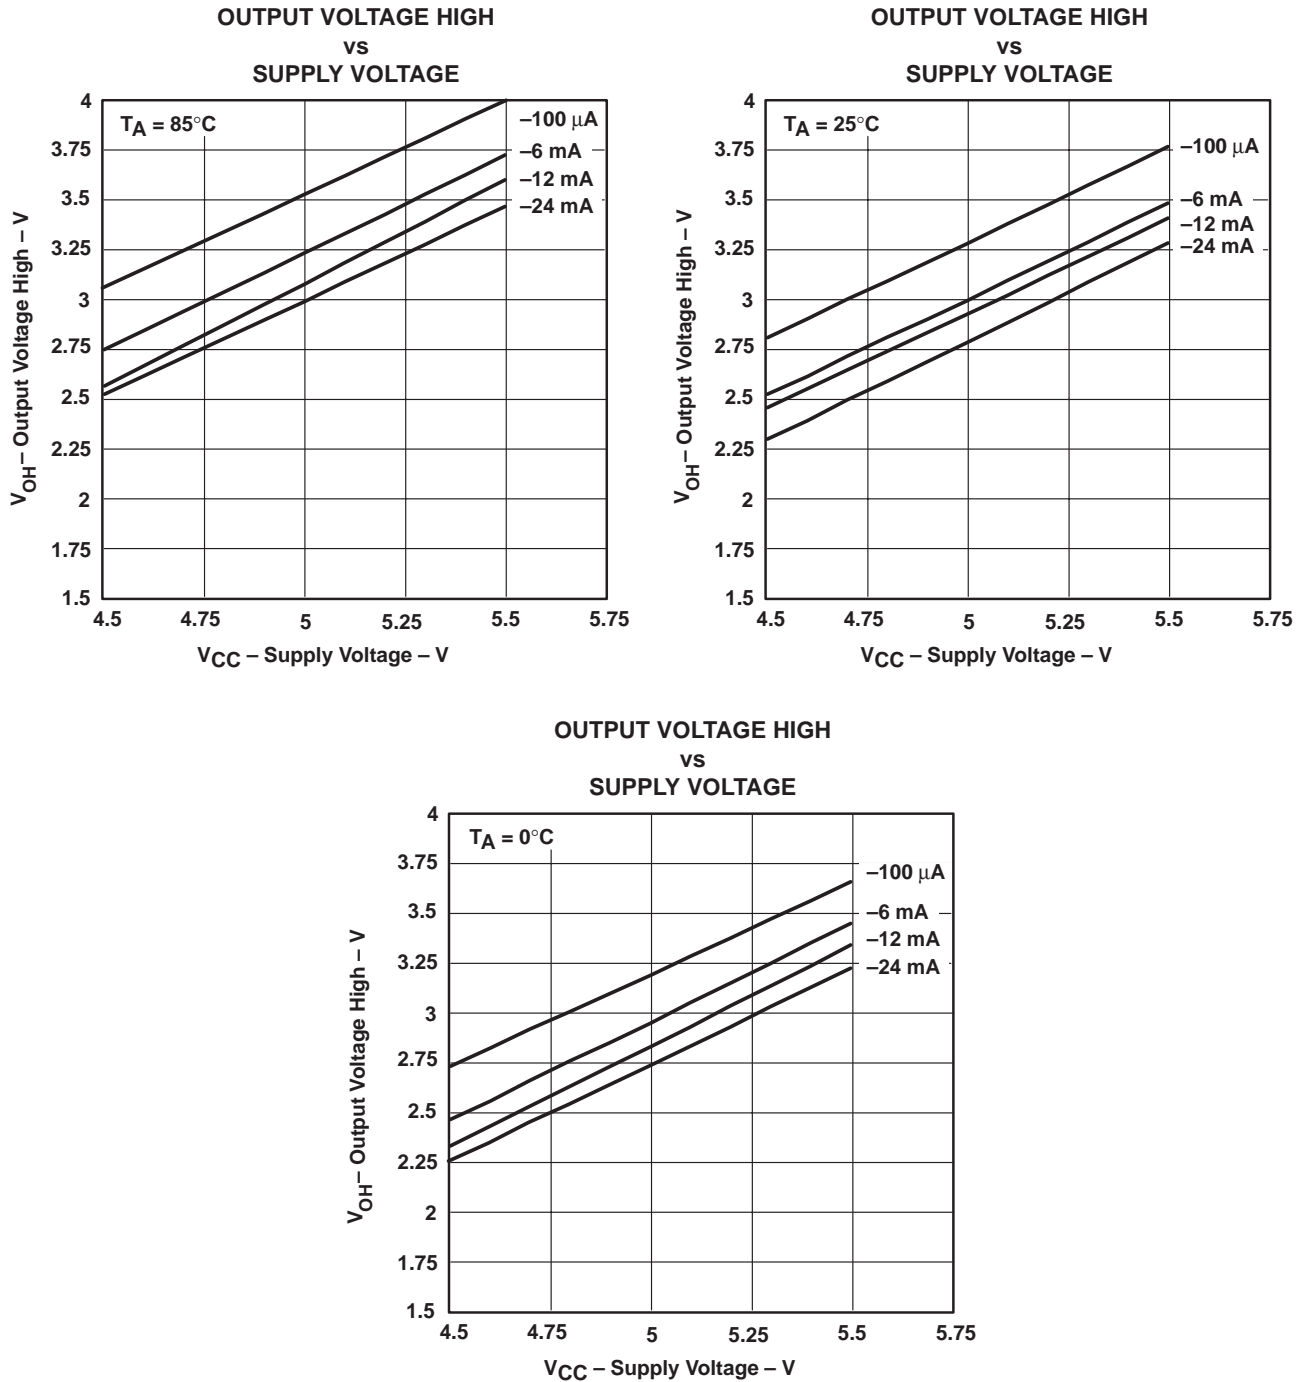 OUTPUT VOLTAGE HIGH
vs
SUPPLY VOLTAGE
4
3.75
3.5
3.25
3
2.75
2.5
2.25
2
1.75
1.5
VOH – Output Voltage High – V
TA = 85°C
–100 μA
–6 mA
–12 mA
–24 mA
4.5 4.75 5 5.25 5.5 5.75
VCC – Supply Voltage – V
OUTPUT VOLTAGE HIGH
vs
SUPPLY VOLTAGE
4
3.75
3.5
3.25
3
2.75
2.5
2.25
2
1.75
1.5
VOH – Output Voltage High – V
TA = 25°C
–100 μA
–6 mA
–12 mA
–24 mA
4.5 4.75 5 5.25 5.5 5.75
VCC – Supply Voltage – V
OUTPUT VOLTAGE HIGH
vs
SUPPLY VOLTAGE
4
3.75
3.5
3.25
3
2.75
2.5
2.25
2
1.75
1.5
VOH – Output Voltage High – V
TA = 0°C
–100 μA
–6 mA
–12 mA
–24 mA
4.5 4.75 5 5.25 5.5 5.75
VCC – Supply Voltage – V